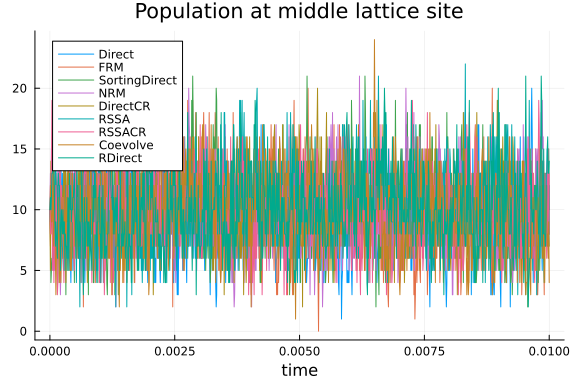 Population at middle lattice site
Direct
FRM
SortingDirect
NRM
DirectCR
RSSA
RSSACR
Coevolve
RDirect
20
15
10
5
0
0.0000 0.0025 0.0050 0.0075 0.0100
time